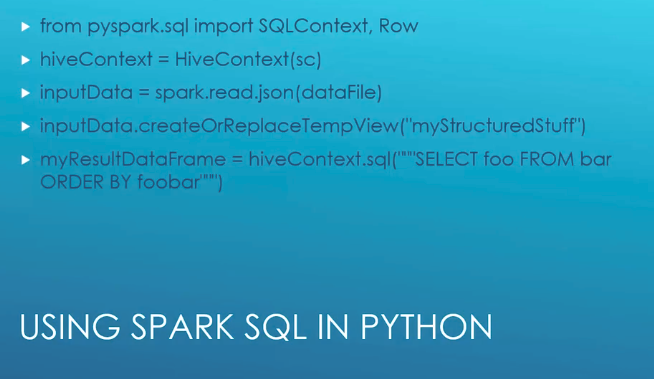 from pyspark.sql import SQLContext, Row
hiveContext = HiveContext(sc)
inputData = spark.read.json(dataFile)
inputData.createOrReplaceTempView("myStructuredStuff")
myResultDataFrame = hiveContext.sql("""SELECT foo FROM bar
ORDER BY foobar""")
USING SPARK SQL IN PYTHON